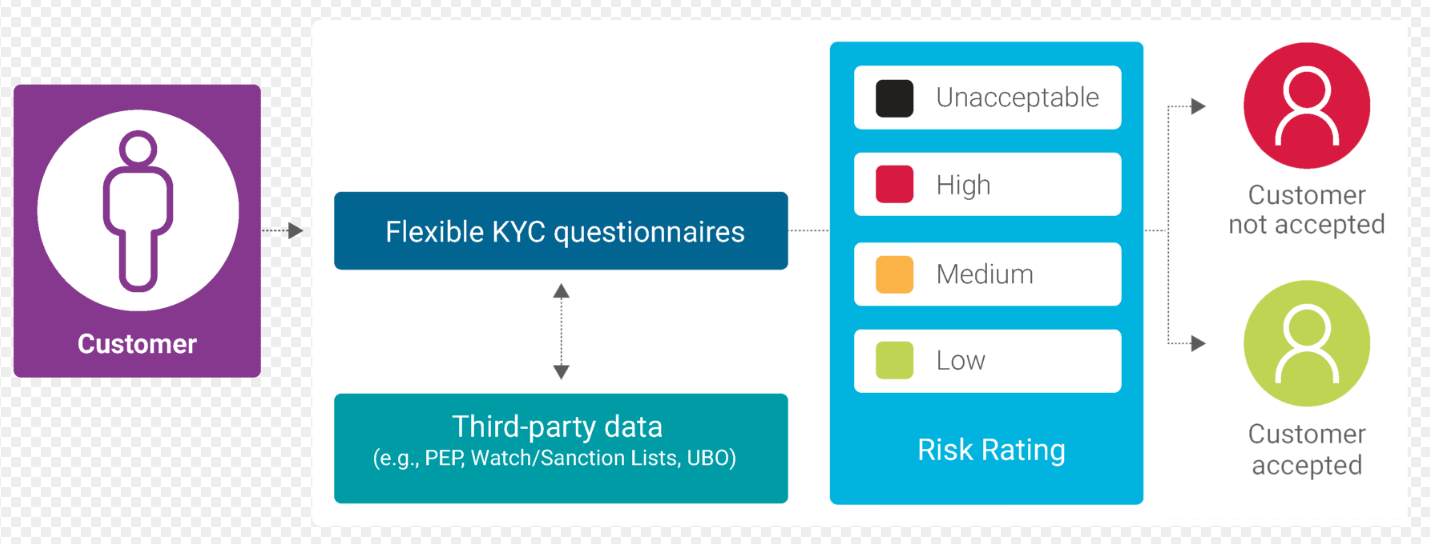 Customer
Flexible KYC questionnaires
Third-party data
(e.g., PEP, Watch/Sanction Lists, UBO)
Unacceptable
High
Medium
Low
Risk Rating
Customer
not accepted
Customer
accepted